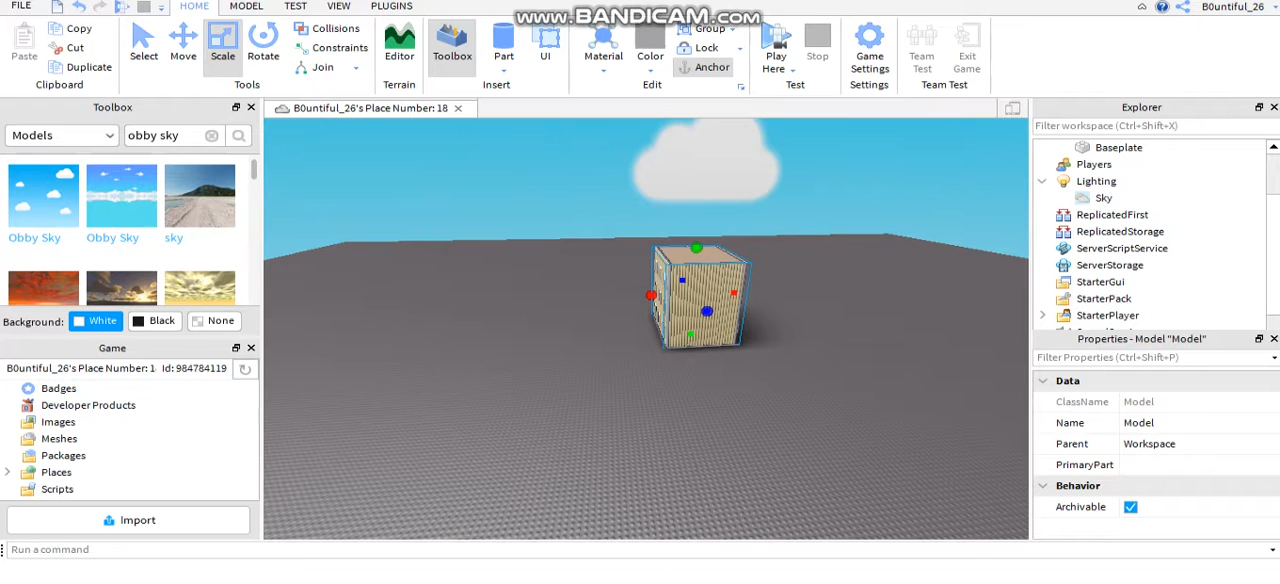 www.BANDICAM.com
FILE HOME MODEL TEST VIEW PLUGINS B0untiful_26
Paste Copy Cut Duplicate Clipboard
Select Move Scale Rotate Collisions Constraints Join Tools
Editor Terrain
Toolbox Part UI Insert
Material Color Group Lock Anchor Edit
Play Here Stop Test
Game Settings Settings
Team Test Exit Game Team Test
Toolbox
Models obby sky
Obby Sky Obby Sky sky
Background: White Black None
Game
B0untiful_26's Place Number: 1 Id: 984784119
Badges
Developer Products
Images
Meshes
Packages
Places
Scripts
Import
Run a command
B0untiful_26's Place Number: 18
Explorer
Filter workspace (Ctrl+Shift+X)
Baseplate
Players
Lighting
Sky
ReplicatedFirst
ReplicatedStorage
ServerScriptService
ServerStorage
StarterGui
StarterPack
StarterPlayer
Properties - Model "Model"
Filter Properties (Ctrl+Shift+P)
Data
ClassName Model
Name Model
Parent Workspace
PrimaryPart
Behavior
Archivable